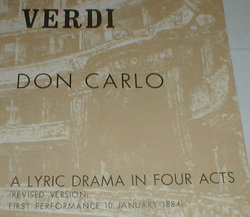 VERDI
DON CARLO
A LYRIC DRAMA IN FOUR ACTS
(REVISED VERSION:
FIRST PERFORMANCE 10 JANUARY 1884)